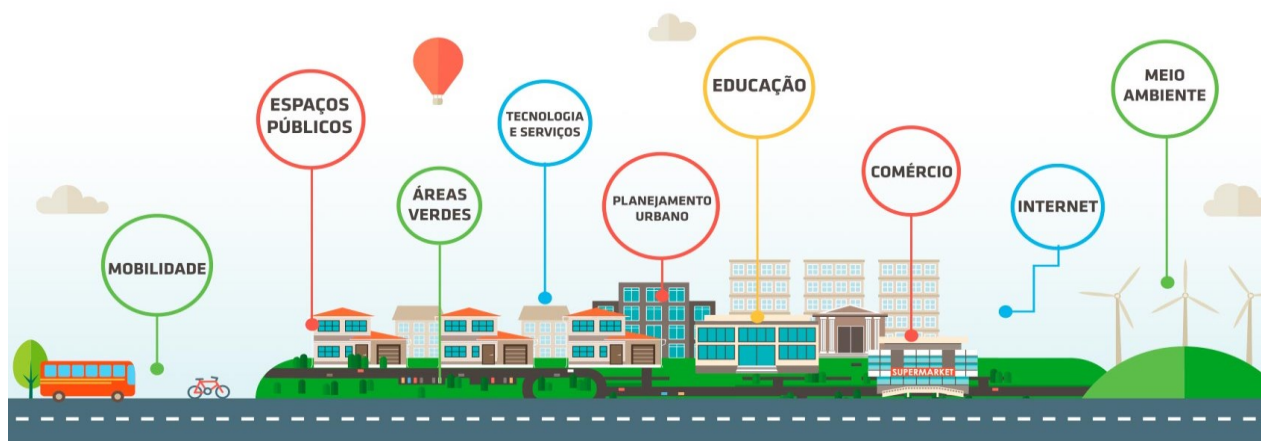 MOBILIDADE
ESPAÇOS
PÚBLICOS
ÁREAS
VERDES
TECNOLOGIA
E SERVIÇOS
PLANEJAMENTO
URBANO
EDUCAÇÃO
COMÉRCIO
SUPERMARKET
INTERNET
MEIO
AMBIENTE